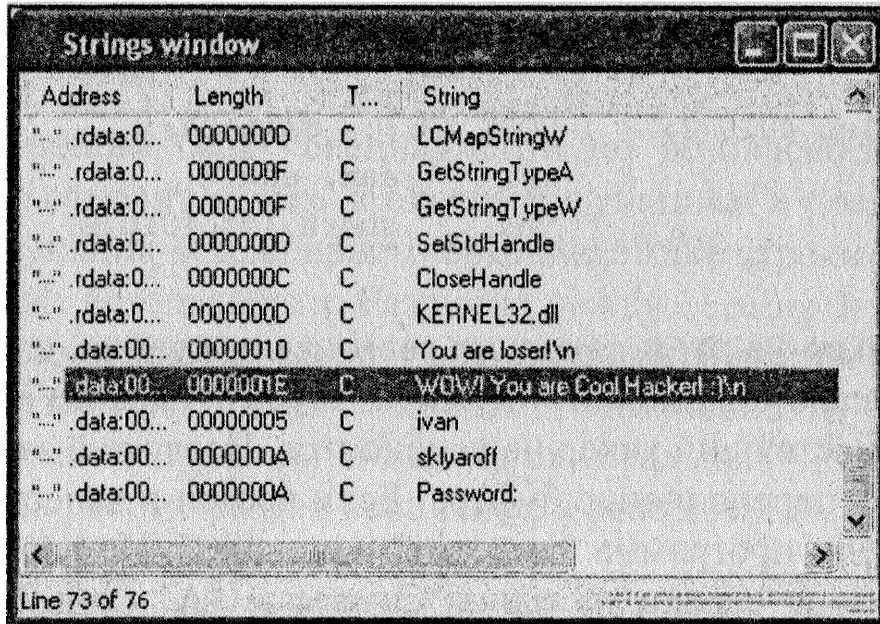 Strings window
Address Length T... String
"..." .rdata:0... 0000000D C LCMapStringW
"..." .rdata:0... 0000000F C GetStringTypeA
"..." .rdata:0... 0000000F C GetStringTypeW
"..." .rdata:0... 0000000D C SetStdHandle
"..." .rdata:0... 0000000C C CloseHandle
"..." .rdata:0... 0000000D C KERNEL32.dll
"..." .data:00... 00000010 C You are loser!\n
"..." .data:00... 0000001E C WOW! You are Cool Hacker! :]\n
"..." .data:00... 00000005 C ivan
"..." .data:00... 0000000A C sklyaroff
"..." .data:00... 0000000A C Password:
Line 73 of 76